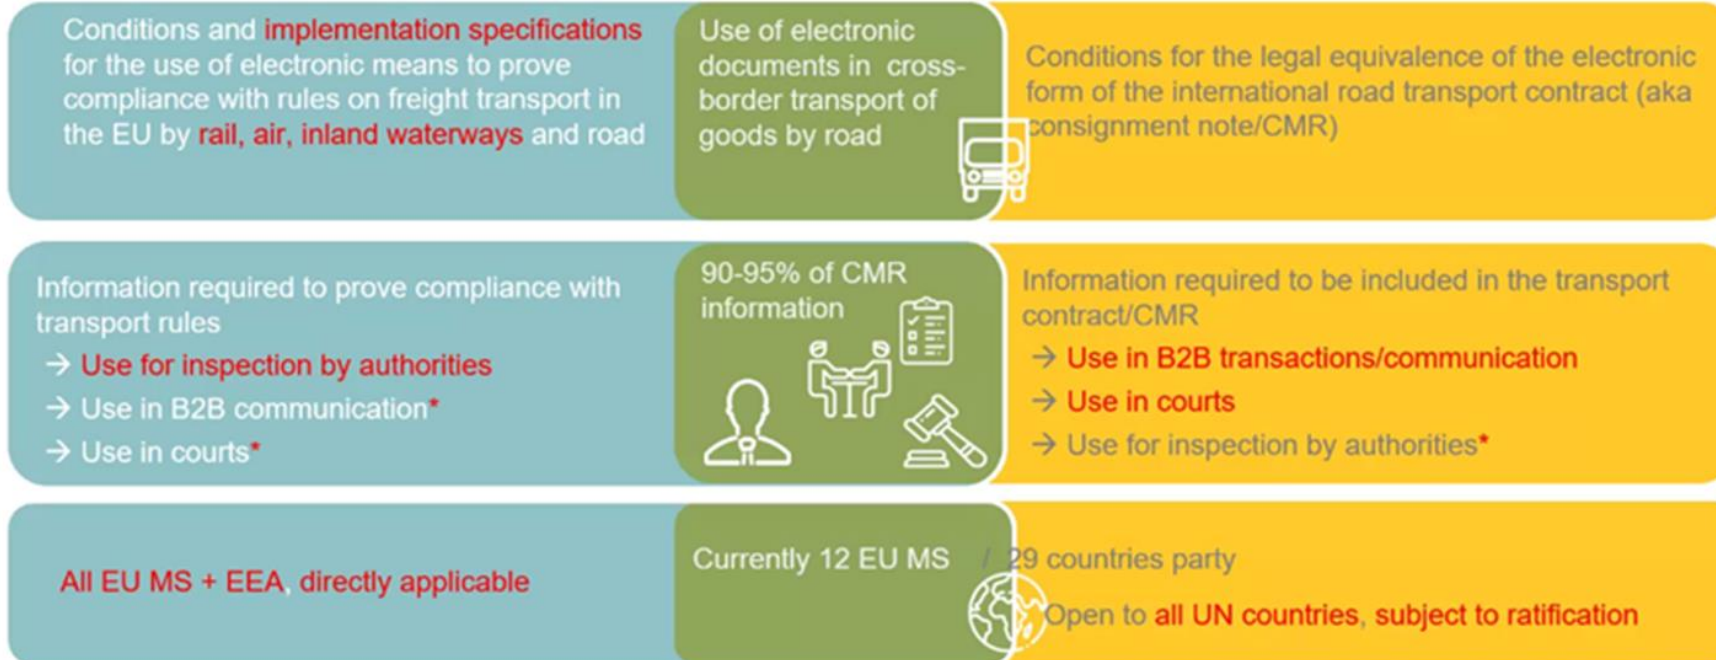 Conditions and implementation specifications
for the use of electronic means to prove
compliance with rules on freight transport in
the EU by rail, air, inland waterways and road
Use of electronic
documents in cross-
border transport of
goods by road
Conditions for the legal equivalence of the electronic
form of the international road transport contract (aka
consignment note/CMR)
Information required to prove compliance with
transport rules
→ Use for inspection by authorities
→ Use in B2B communication*
→ Use in courts*
90-95% of CMR
information
Information required to be included in the transport
contract/CMR
→ Use in B2B transactions/communication
→ Use in courts
→ Use for inspection by authorities*
All EU MS + EEA, directly applicable
Currently 12 EU MS / 29 countries party
Open to all UN countries, subject to ratification